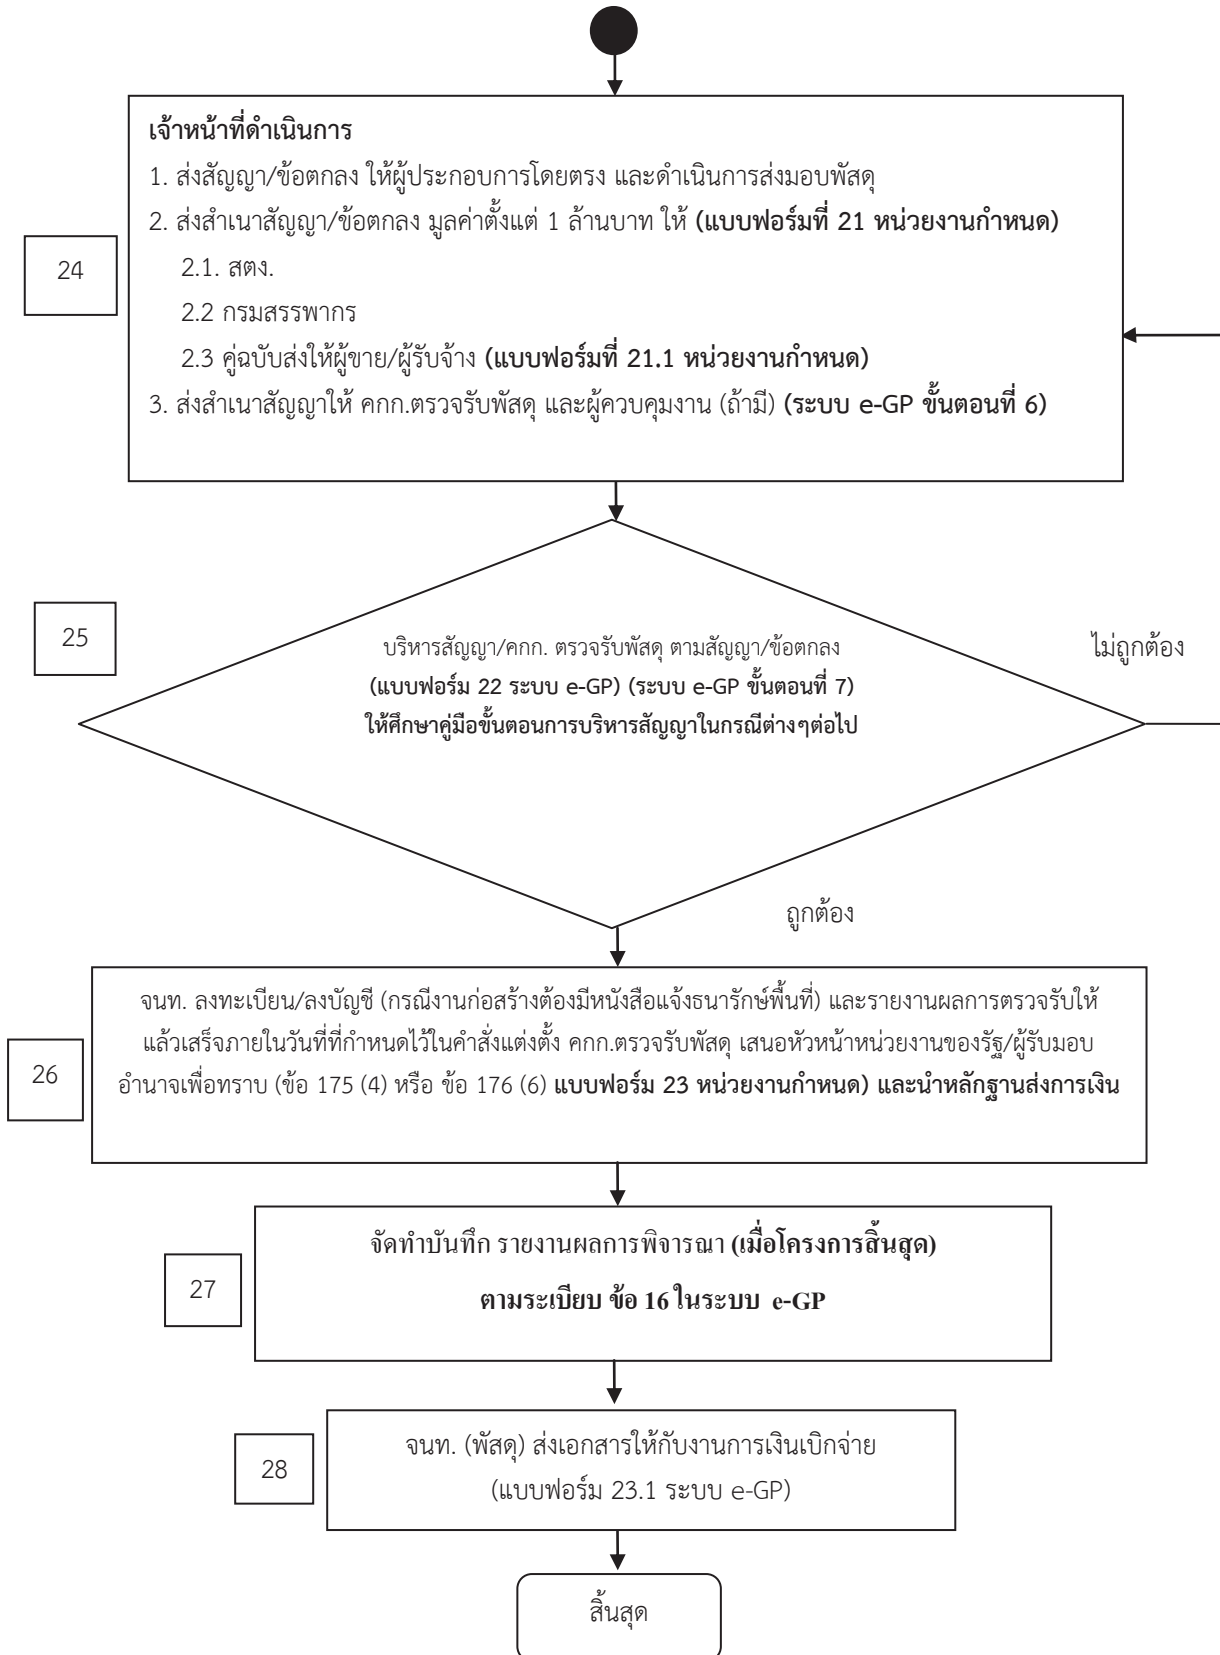 เจ้าหน้าที่ดำเนินการ
1. ส่งสัญญา/ข้อตกลง ให้ผู้ประกอบการโดยตรง และดำเนินการส่งมอบพัสดุ
2. ส่งสำเนาสัญญา/ข้อตกลง มูลค่าตั้งแต่ 1 ล้านบาท ให้ (แบบฟอร์มที่ 21 หน่วยงานกำหนด)
24
2.1. สตง.
2.2 กรมสรรพากร
2.3 คู่ฉบับส่งให้ผู้ขาย/ผู้รับจ้าง (แบบฟอร์มที่ 21.1 หน่วยงานกำหนด)
3. ส่งสำเนาสัญญาให้ คกก.ตรวจรับพัสดุ และผู้ควบคุมงาน (ถ้ามี) (ระบบ e-GP ขั้นตอนที่ 6)
25
บริหารสัญญา/คกก. ตรวจรับพัสดุ ตามสัญญา/ข้อตกลง
(แบบฟอร์ม 22 ระบบ e-GP) (ระบบ e-GP ขั้นตอนที่ 7)
ให้ศึกษาคู่มือขั้นตอนการบริหารสัญญาในกรณีต่างๆต่อไป
ไม่ถูกต้อง
ถูกต้อง
จนท. ลงทะเบียน/ลงบัญชี (กรณีงานก่อสร้างต้องมีหนังสือแจ้งธนารักษ์พื้นที่) และรายงานผลการตรวจรับให้
แล้วเสร็จภายในวันที่ที่กำหนดไว้ในคำสั่งแต่งตั้ง คกก.ตรวจรับพัสดุ เสนอหัวหน้าหน่วยงานของรัฐ/ผู้รับมอบ
26
อำนาจเพื่อทราบ (ข้อ 175 (4) หรือ ข้อ 176 (6) แบบฟอร์ม 23 หน่วยงานกำหนด) และนำหลักฐานส่งการเงิน
จัดทำบันทึก รายงานผลการพิจารณา (เมื่อโครงการสิ้นสุด)
27
ตามระเบียบ ข้อ 16 ในระบบ e-GP
จนท. (พัสดุ) ส่งเอกสารให้กับงานการเงินเบิกจ่าย
28
(แบบฟอร์ม 23.1 ระบบ e-GP)
สิ้นสุด